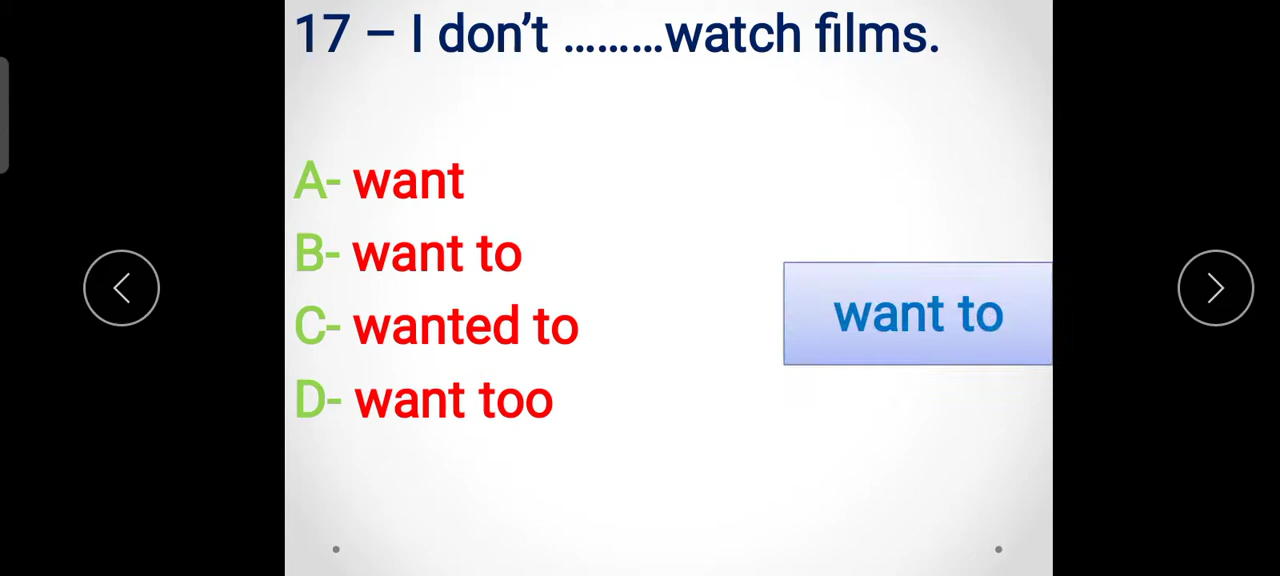 17 – I don’t .........watch films.
A- want
B- want to
C- wanted to
D- want too
want to